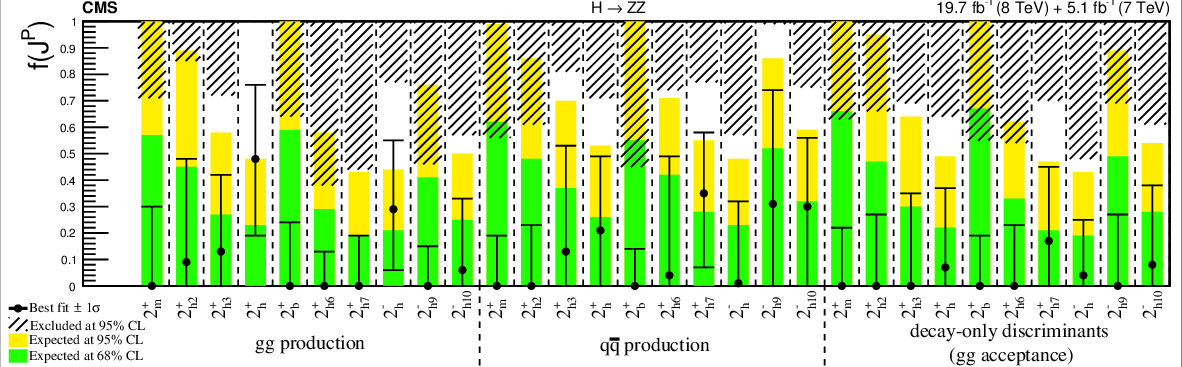 CMS H → ZZ 19.7 fb⁻¹ (8 TeV) + 5.1 fb⁻¹ (7 TeV)
f(Jᴾ)
1
0.9
0.8
0.7
0.6
0.5
0.4
0.3
0.2
0.1
0
2⁺m 2⁺h2 2⁺h3 2⁺h 2⁺b 2⁺h6 2⁺h7 2⁻h 2⁻h9 2⁻h10 2⁺m 2⁺h2 2⁺h3 2⁺h 2⁺b 2⁺h6 2⁺h7 2⁻h 2⁻h9 2⁻h10 2⁺m 2⁺h2 2⁺h3 2⁺h 2⁺b 2⁺h6 2⁺h7 2⁻h 2⁻h9 2⁻h10
Best fit ± 1σ
Excluded at 95% CL
Expected at 95% CL
Expected at 68% CL
gg production
qq̅ production
decay-only discriminants
(gg acceptance)